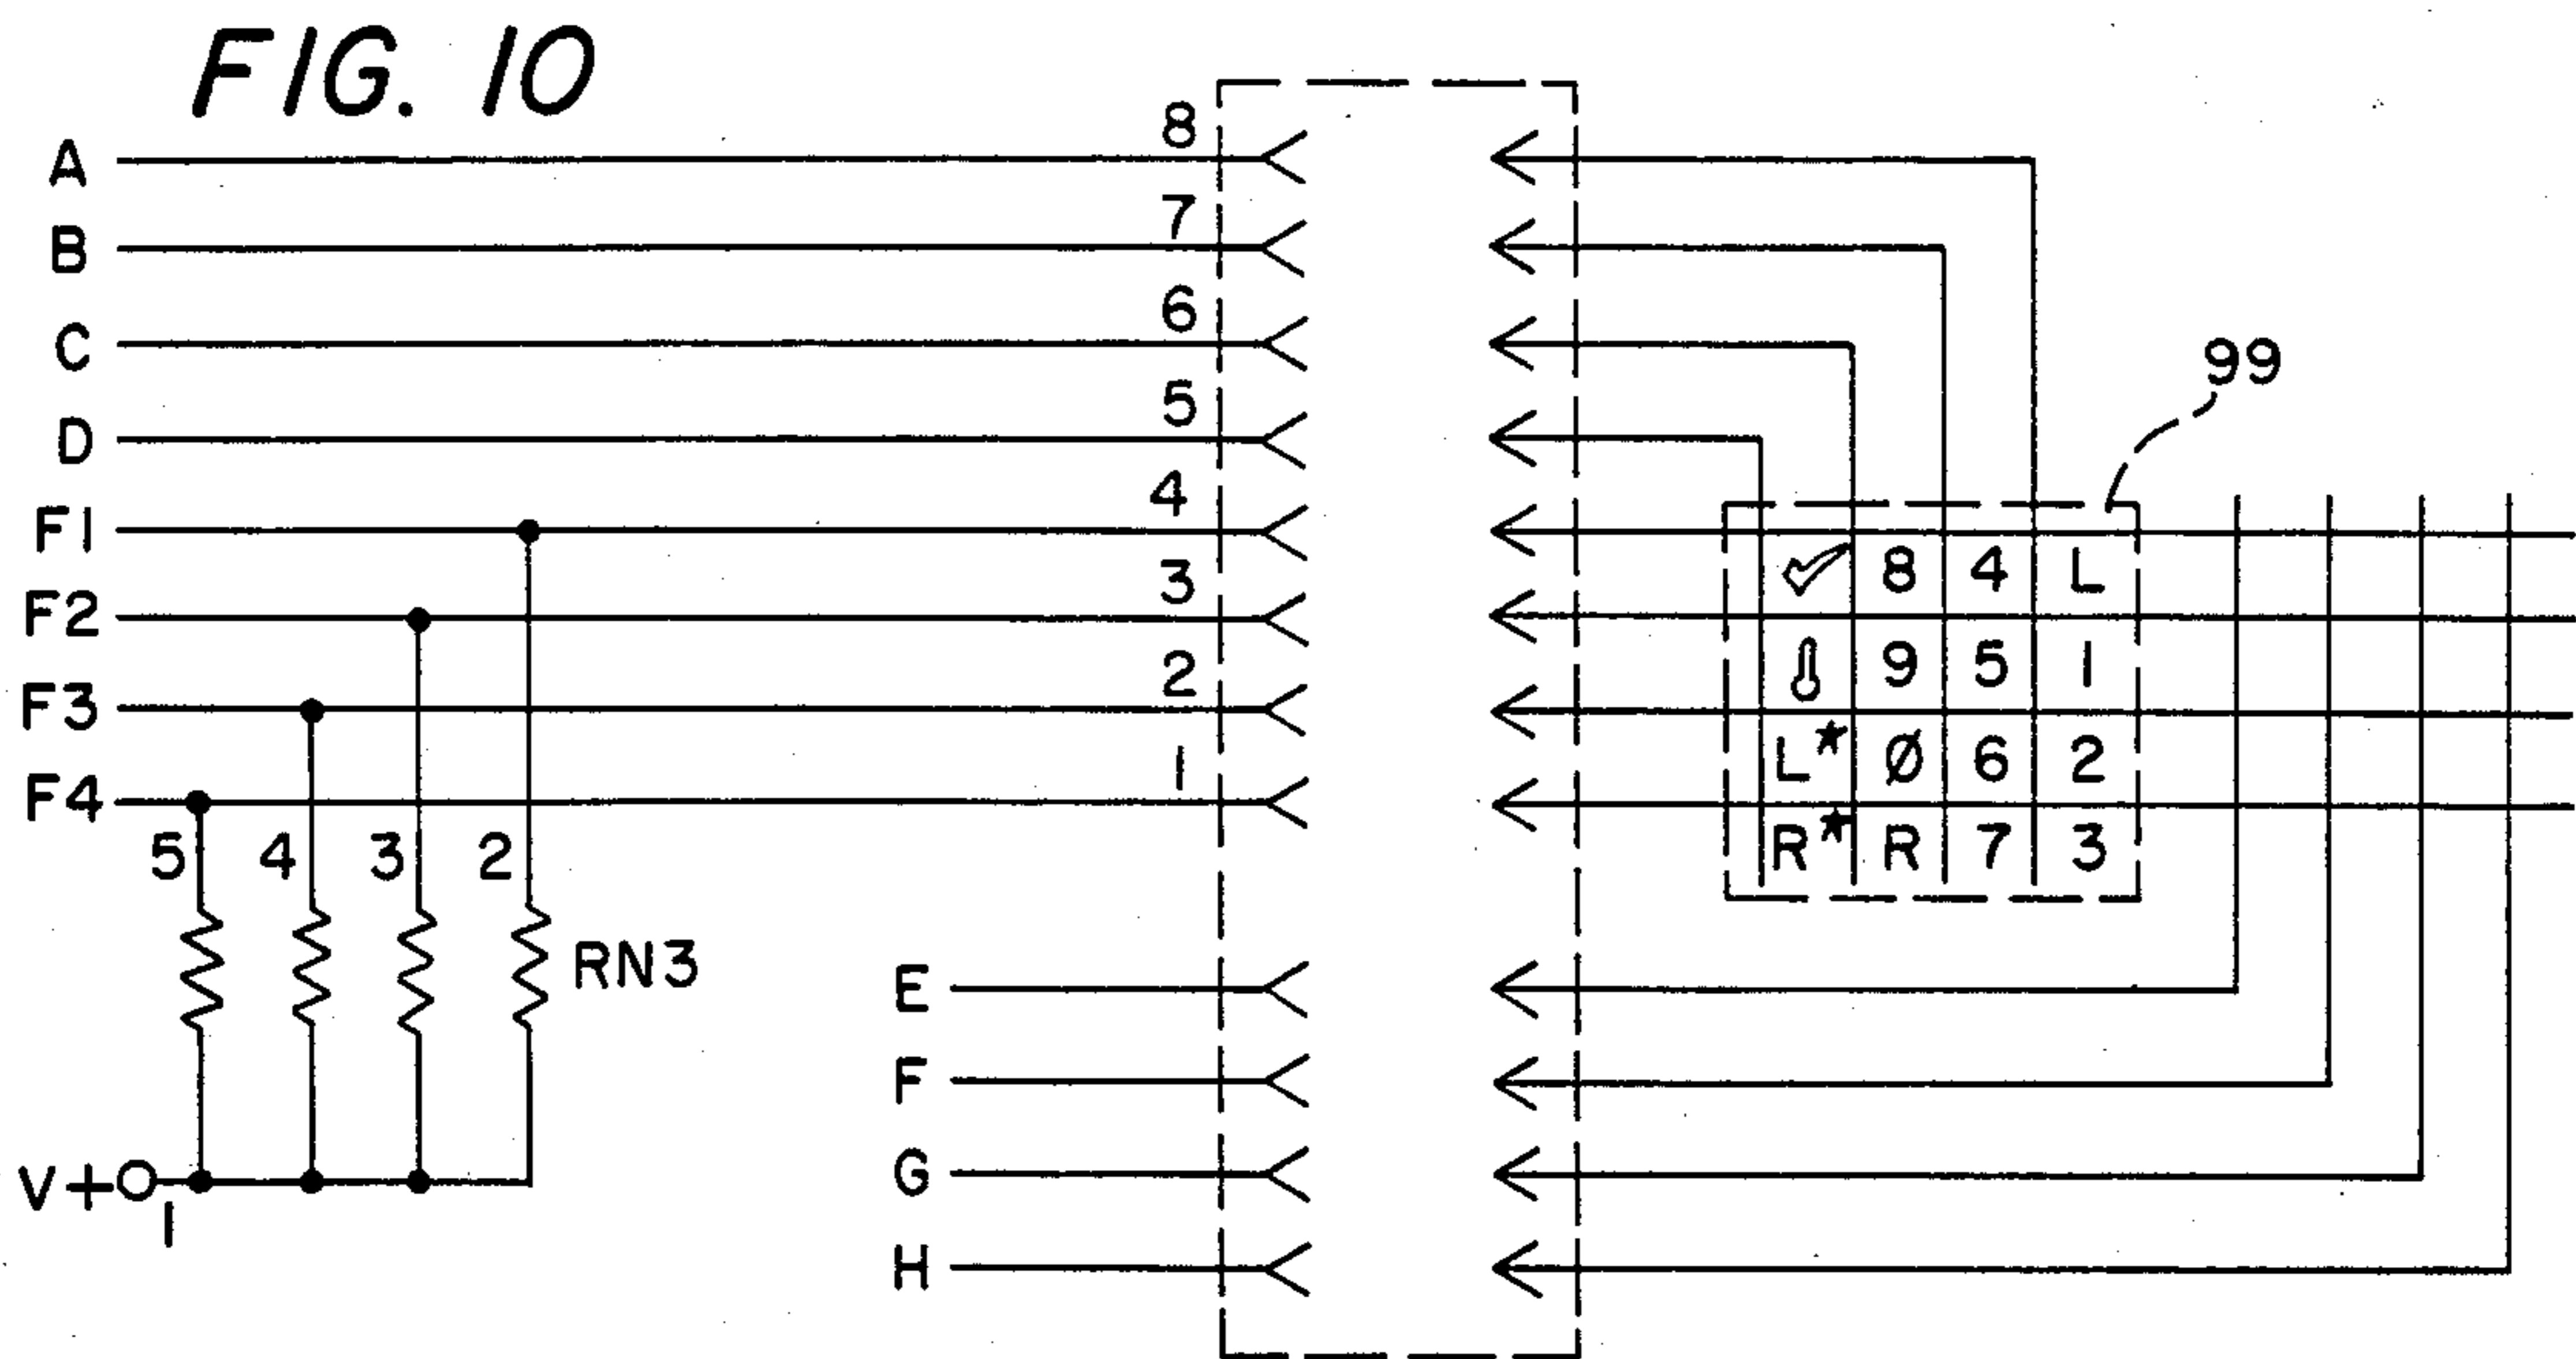 FIG. 10
A 8
B 7
C 6
D 5
99
F1 4
✓ 8 4 L
F2 3
9 5 1
F3 2
L* Ø 6 2
F4 1
R* R 7 3
5 4 3 2
RN3
E
F
G
V+ 1
H